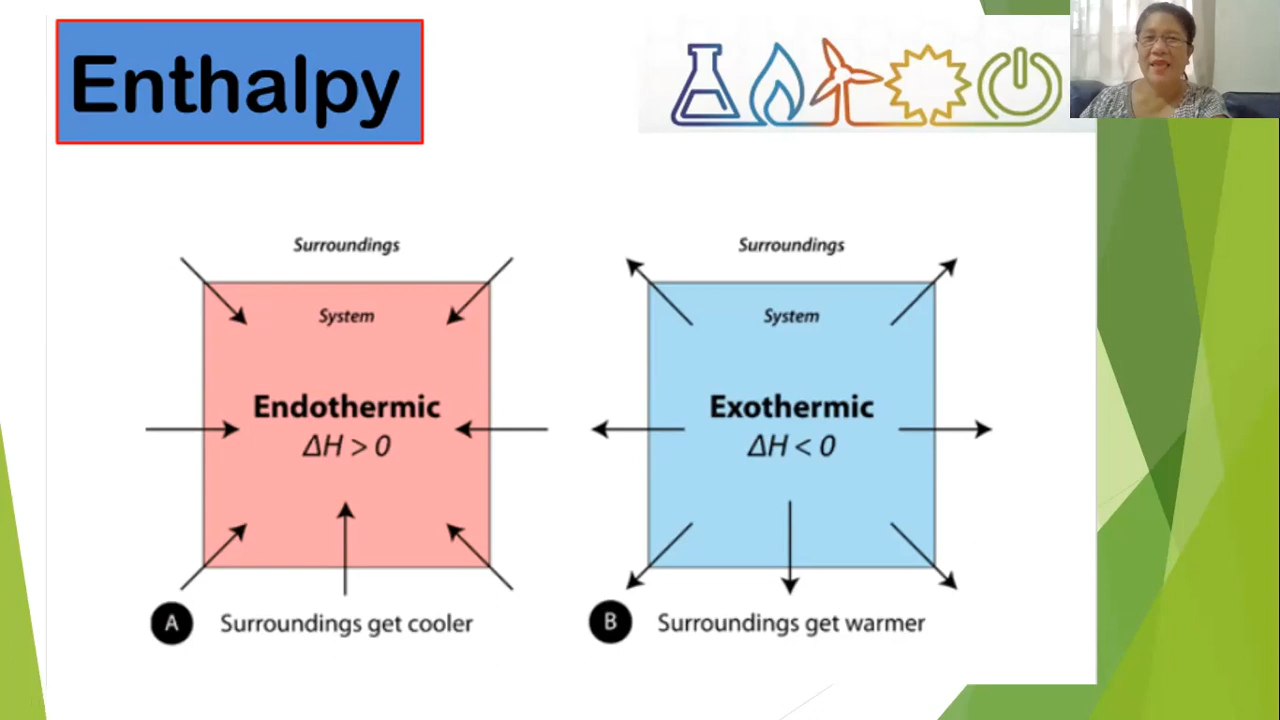 Enthalpy
Surroundings
System
Endothermic
ΔH > 0
A Surroundings get cooler
Surroundings
System
Exothermic
ΔH < 0
B Surroundings get warmer